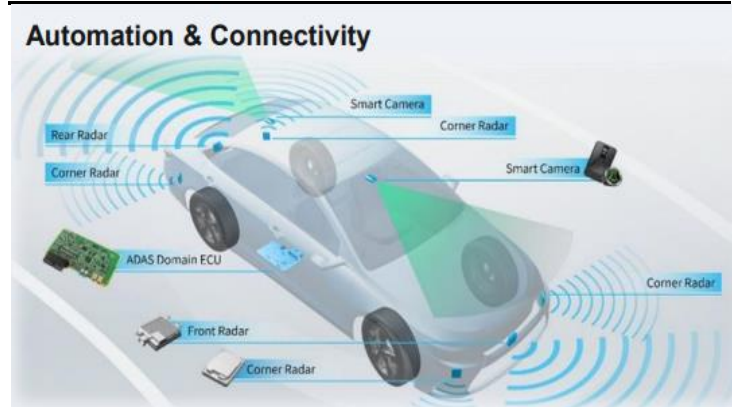 Automation & Connectivity
Smart Camera
Corner Radar
Rear Radar
Corner Radar
Smart Camera
ADAS Domain ECU
Corner Radar
Front Radar
Corner Radar